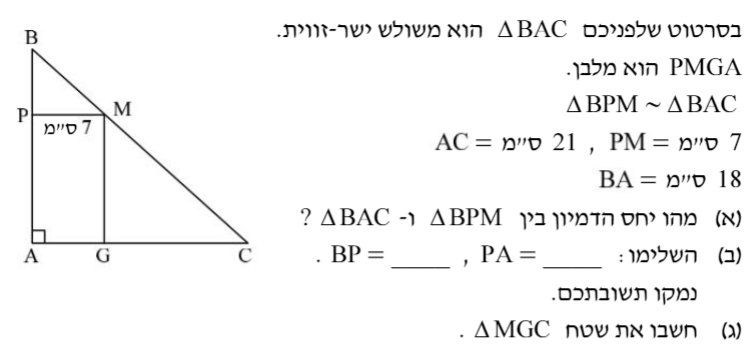 בסרטוט שלפניכם ΔBAC הוא משולש ישר-זווית.
PMGA הוא מלבן.
ΔBPM ~ ΔBAC
7 ס״מ = PM , 21 ס״מ = AC
18 ס״מ = BA
(א) מהו יחס הדמיון בין ΔBPM ו- ΔBAC ?
(ב) השלימו: _____ = PA , _____ = BP .
נמקו תשובתכם.
(ג) חשבו את שטח ΔMGC .
B
P
M
7 ס״מ
A
G
C